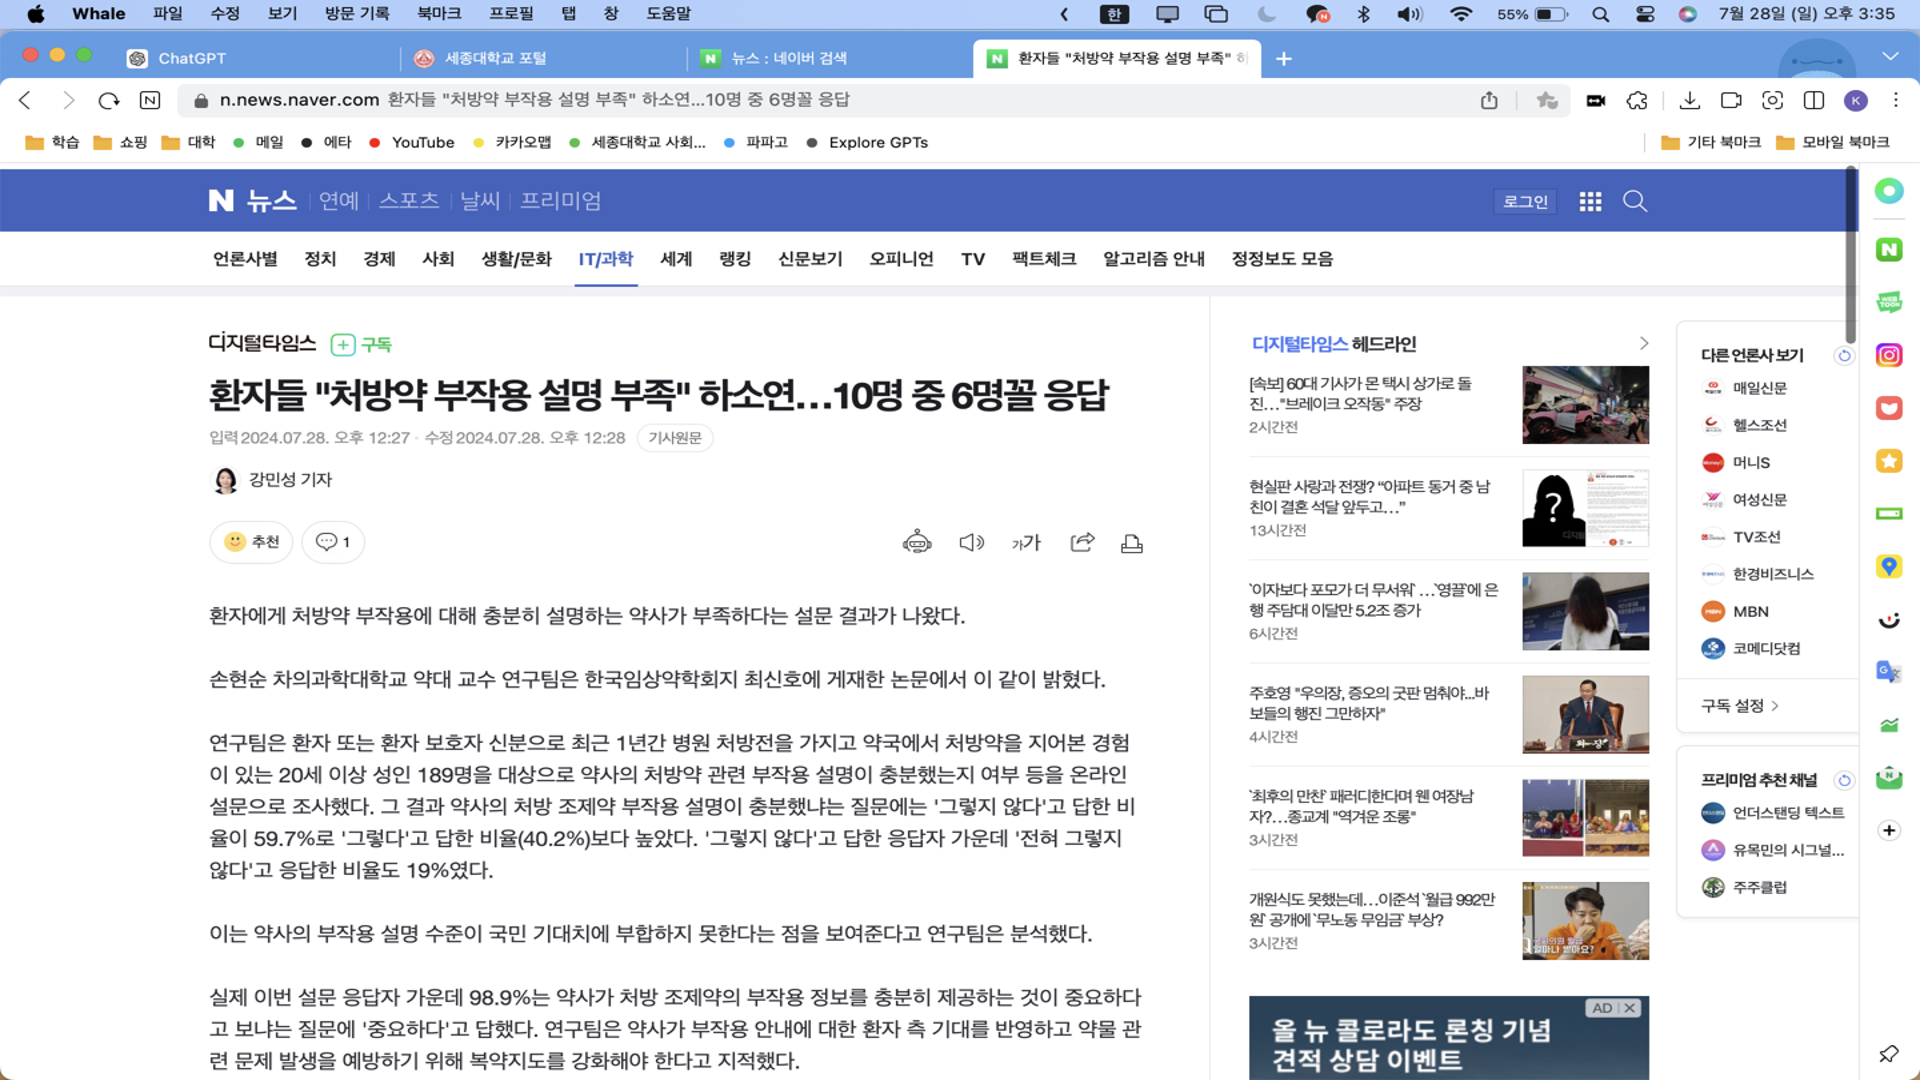 Whale 파일 수정 보기 방문 기록 북마크 프로필 탭 창 도움말 한 N 55% 7월 28일 (일) 오후 3:35
ChatGPT 세종대학교 포털 N 뉴스 : 네이버 검색 N 환자들 "처방약 부작용 설명 부족" 하
N n.news.naver.com 환자들 "처방약 부작용 설명 부족" 하소연...10명 중 6명꼴 응답 K
학습 쇼핑 대학 메일 에타 YouTube 카카오맵 세종대학교 사회... 파파고 Explore GPTs 기타 북마크 모바일 북마크
N 뉴스 연예 스포츠 날씨 프리미엄 로그인
언론사별 정치 경제 사회 생활/문화 IT/과학 세계 랭킹 신문보기 오피니언 TV 팩트체크 알고리즘 안내 정정보도 모음
디지털타임스 구독
환자들 "처방약 부작용 설명 부족" 하소연…10명 중 6명꼴 응답
입력 2024.07.28. 오후 12:27 · 수정 2024.07.28. 오후 12:28 기사원문
강민성 기자
추천 1 가가
환자에게 처방약 부작용에 대해 충분히 설명하는 약사가 부족하다는 설문 결과가 나왔다.
손현순 차의과학대학교 약대 교수 연구팀은 한국임상약학회지 최신호에 게재한 논문에서 이 같이 밝혔다.
연구팀은 환자 또는 환자 보호자 신분으로 최근 1년간 병원 처방전을 가지고 약국에서 처방약을 지어본 경험
이 있는 20세 이상 성인 189명을 대상으로 약사의 처방약 관련 부작용 설명이 충분했는지 여부 등을 온라인
설문으로 조사했다. 그 결과 약사의 처방 조제약 부작용 설명이 충분했냐는 질문에는 '그렇지 않다'고 답한 비
율이 59.7%로 '그렇다'고 답한 비율(40.2%)보다 높았다. '그렇지 않다'고 답한 응답자 가운데 '전혀 그렇지
않다'고 응답한 비율도 19%였다.
이는 약사의 부작용 설명 수준이 국민 기대치에 부합하지 못한다는 점을 보여준다고 연구팀은 분석했다.
실제 이번 설문 응답자 가운데 98.9%는 약사가 처방 조제약의 부작용 정보를 충분히 제공하는 것이 중요하다
고 보냐는 질문에 '중요하다'고 답했다. 연구팀은 약사가 부작용 안내에 대한 환자 측 기대를 반영하고 약물 관
련 문제 발생을 예방하기 위해 복약지도를 강화해야 한다고 지적했다.
디지털타임스 헤드라인
[속보] 60대 기사가 몬 택시 상가로 돌
진…"브레이크 오작동" 주장
2시간전
현실판 사랑과 전쟁? “아파트 동거 중 남
친이 결혼 석달 앞두고…”
13시간전
?
`이자보다 포모가 더 무서워` …`영끌`에 은
행 주담대 이달만 5.2조 증가
6시간전
주호영 "우의장, 증오의 굿판 멈춰야...바
보들의 행진 그만하자"
4시간전
`최후의 만찬` 패러디한다며 웬 여장남
자?…종교계 "역겨운 조롱"
3시간전
개원식도 못했는데…이준석 `월급 992만
원` 공개에 `무노동 무임금` 부상?
3시간전
AD
올 뉴 콜로라도 론칭 기념
견적 상담 이벤트
다른 언론사 보기
매일신문
헬스조선
머니S
여성신문
TV조선
한경비즈니스
MBN MBN
코메디닷컴
구독 설정
프리미엄 추천 채널
언더스탠딩 텍스트
유목민의 시그널...
주주클럽
N
WEB
TOON
G
N